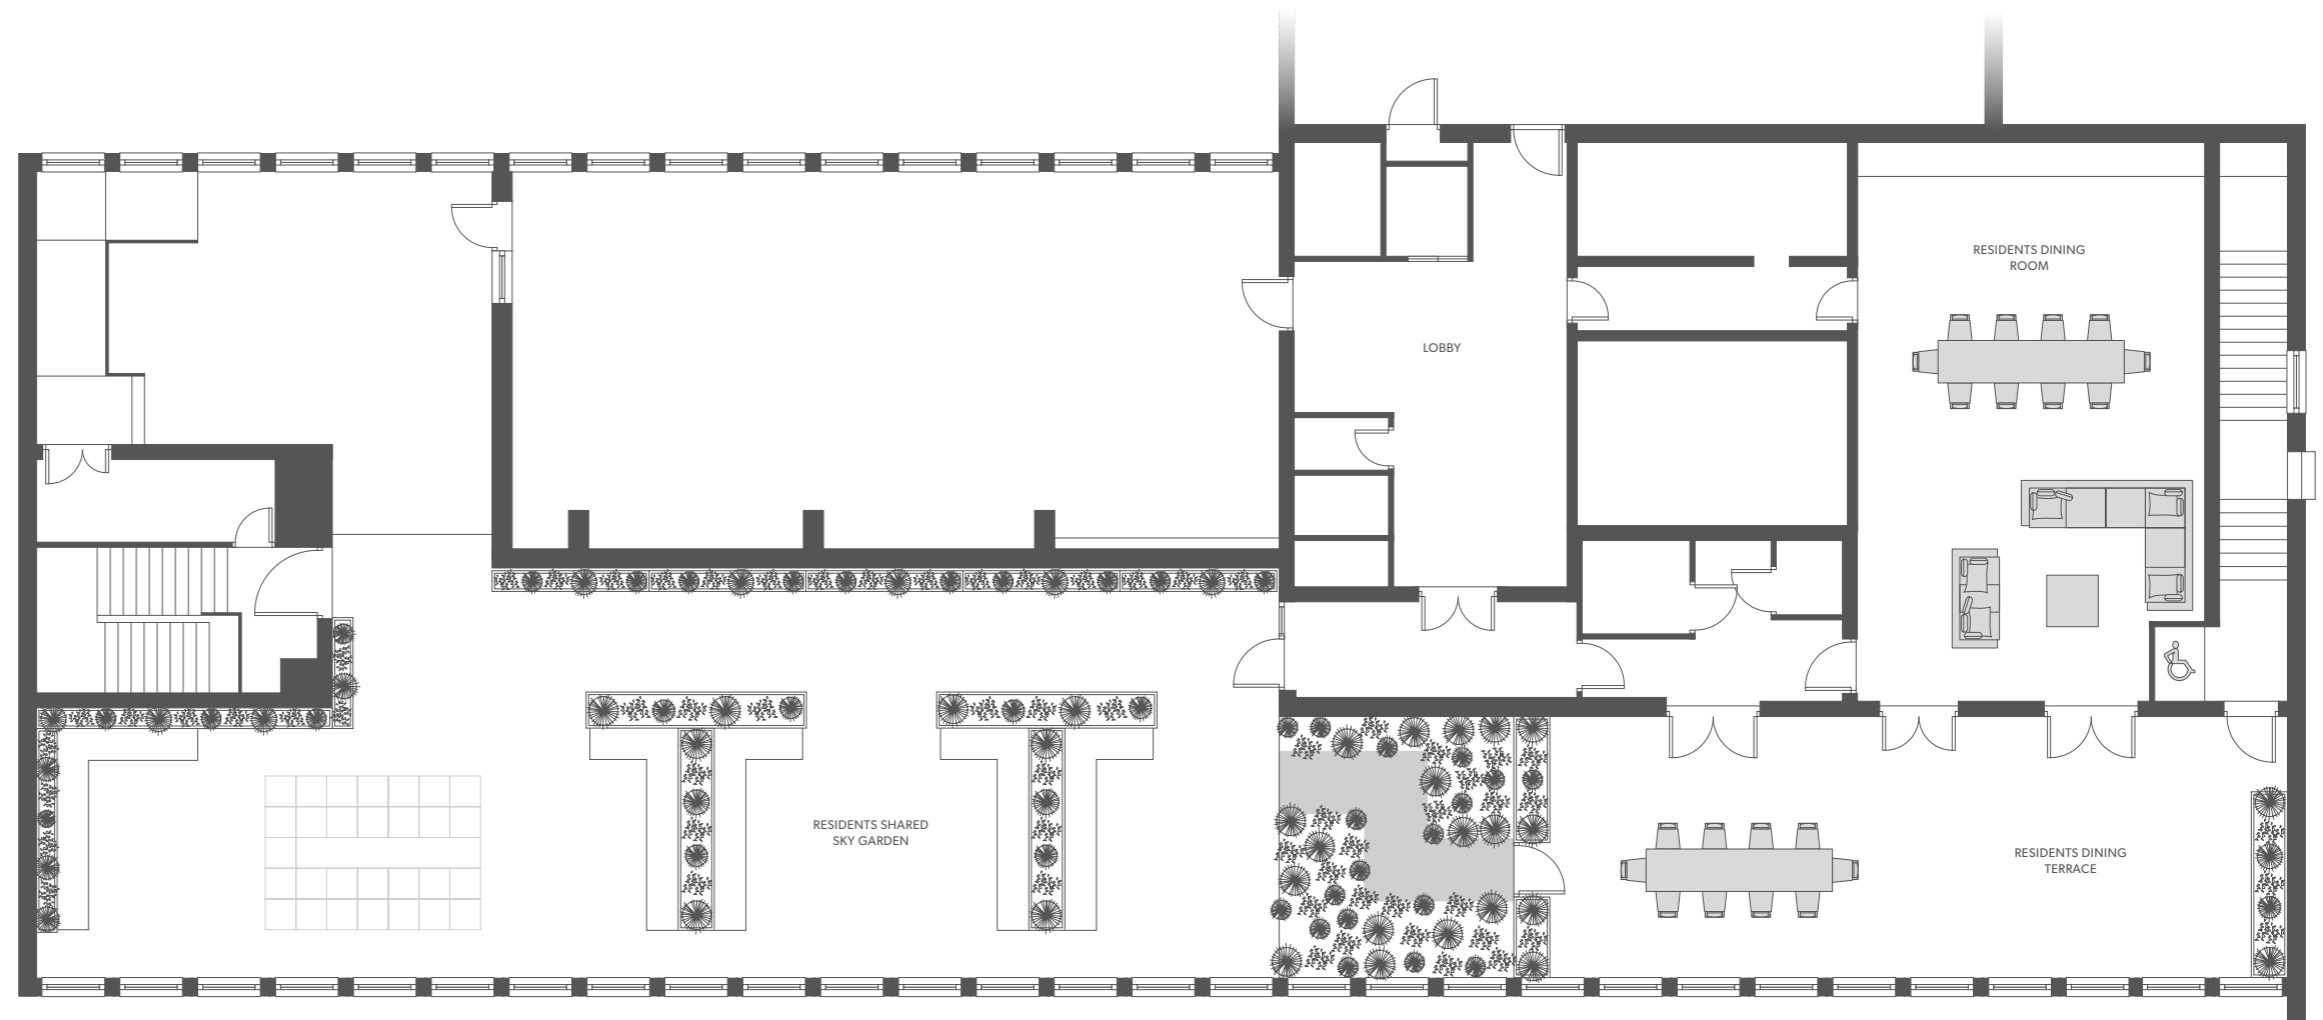 RESIDENTS DINING
ROOM
LOBBY
RESIDENTS SHARED
SKY GARDEN
RESIDENTS DINING
TERRACE